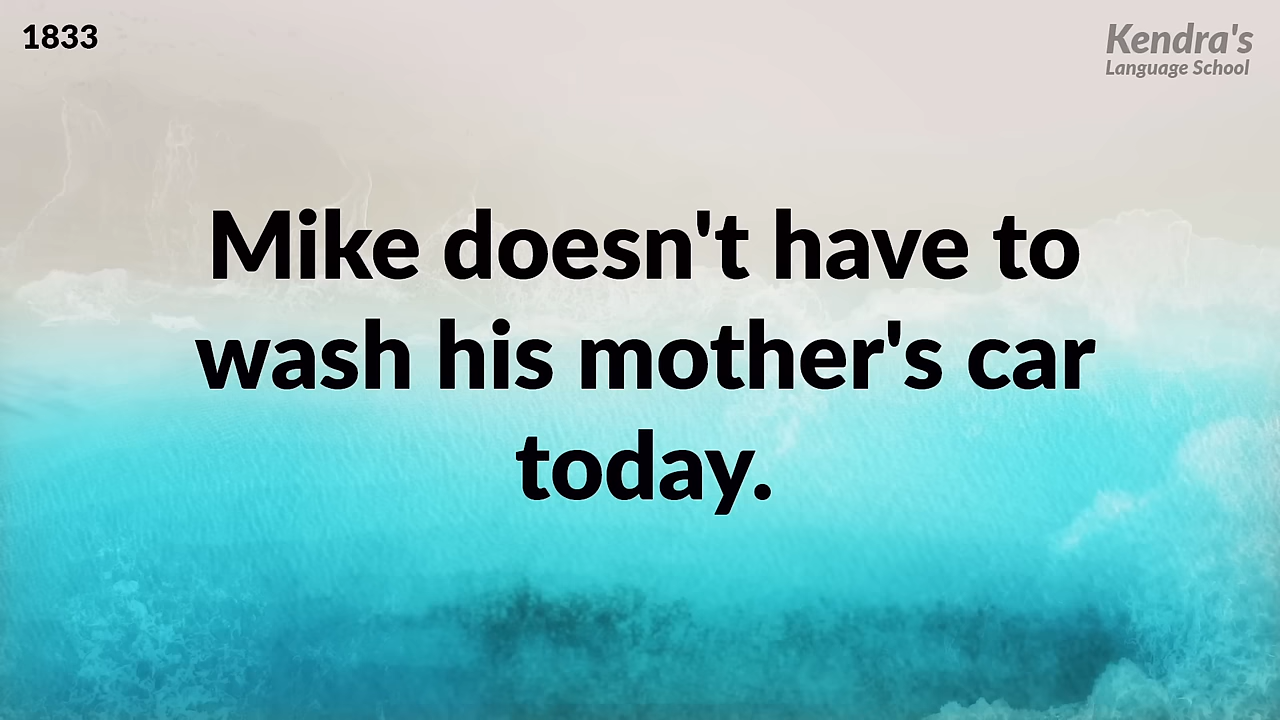 1833
Kendra's
Language School
Mike doesn't have to
wash his mother's car
today.